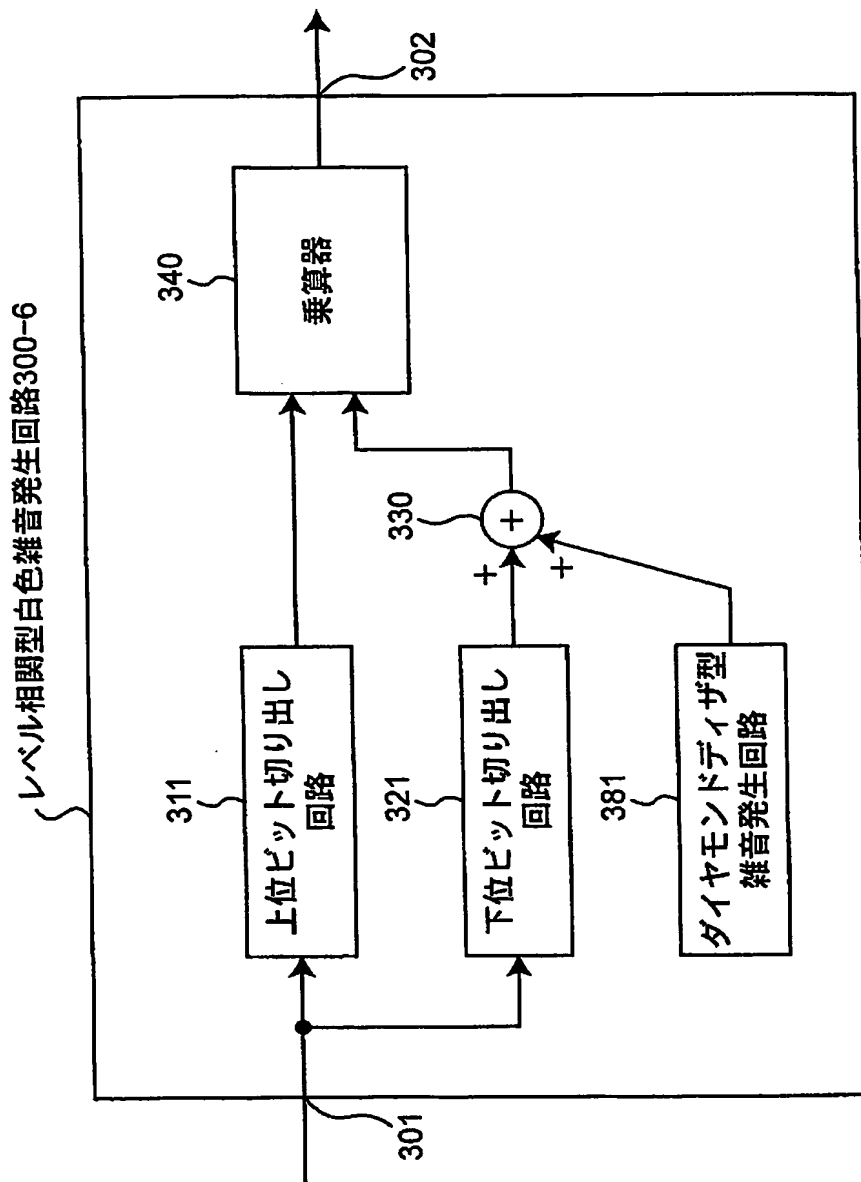 レベル相関型白色雑音発生回路300-6
311
上位ビット切り出し
回路
340
乗算器
321
下位ビット切り出し
回路
330
+
+
+
381
ダイヤモンドディザ型
雑音発生回路
301
302